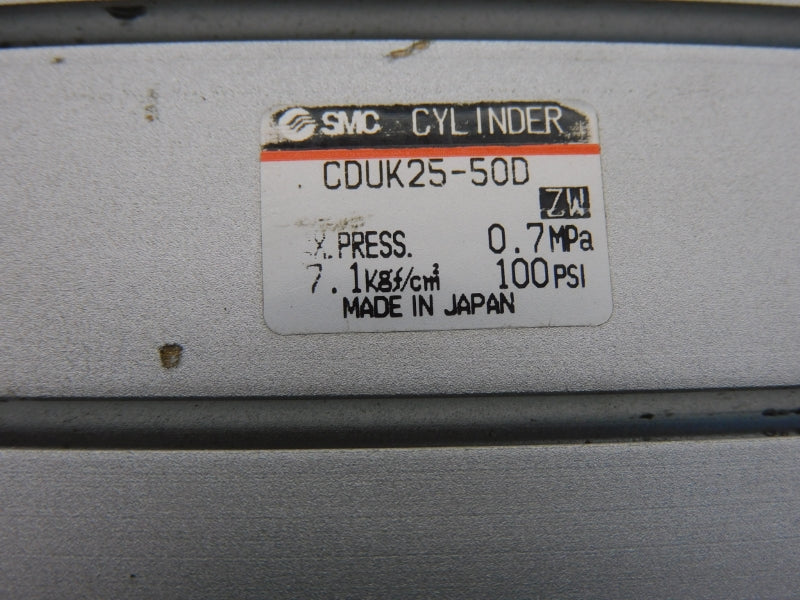 SMC CYLINDER
CDUK25-50D
ZW
X. PRESS. 0.7MPa
7.1Kgf/cm² 100PSI
MADE IN JAPAN